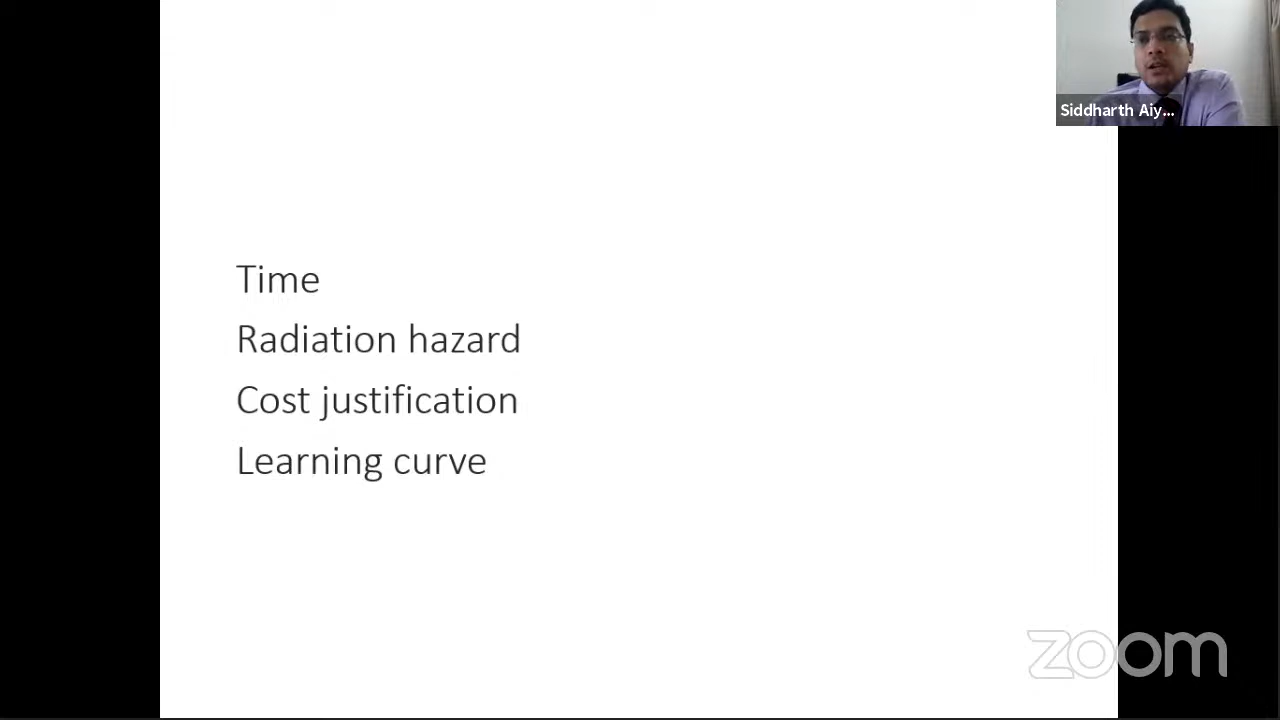 Siddharth Aiy...
Time
Radiation hazard
Cost justification
Learning curve
zoom